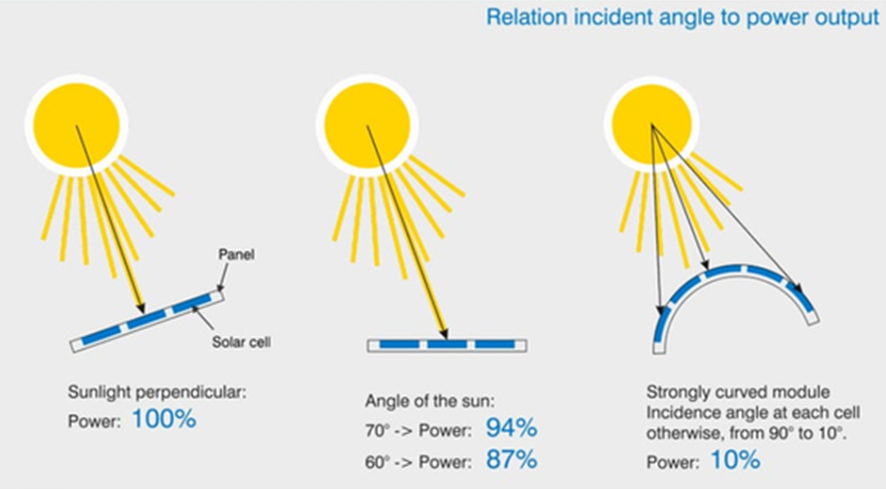 Relation incident angle to power output
Panel
Solar cell
Sunlight perpendicular:
Power: 100%
Angle of the sun:
70° -> Power: 94%
60° -> Power: 87%
Strongly curved module
Incidence angle at each cell
otherwise, from 90° to 10°.
Power: 10%